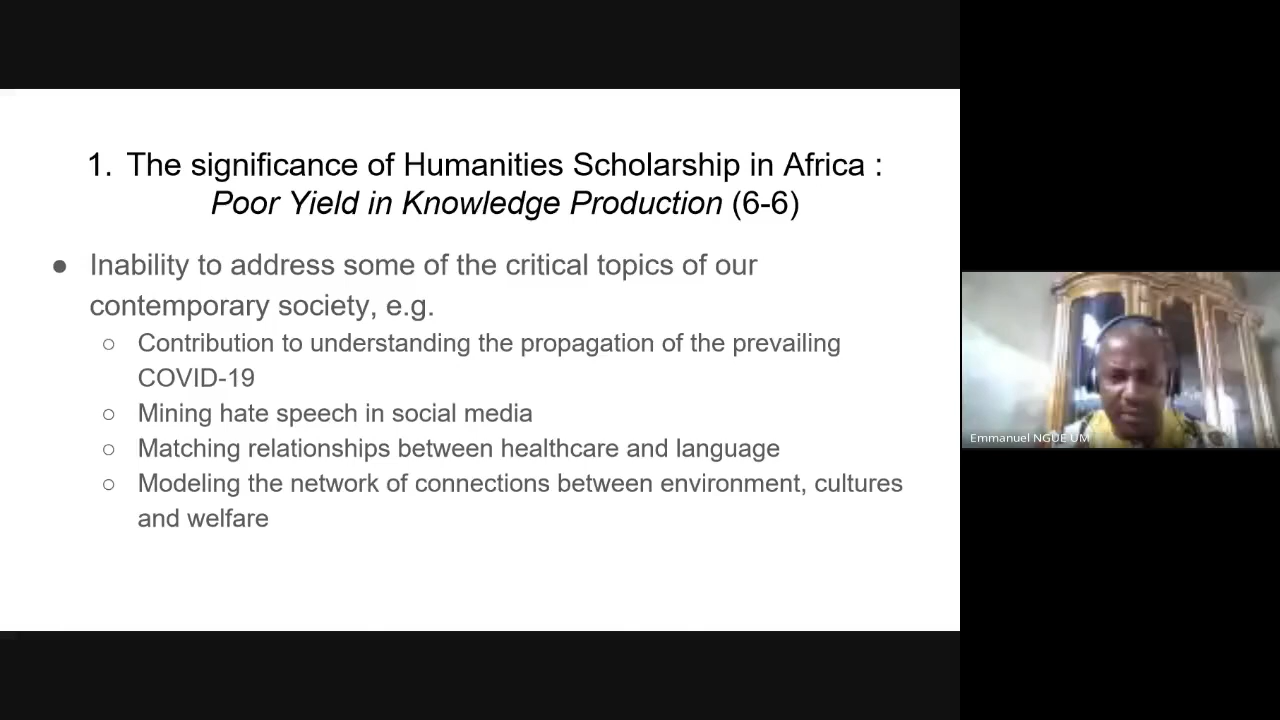 1. The significance of Humanities Scholarship in Africa :
Poor Yield in Knowledge Production (6-6)
● Inability to address some of the critical topics of our
contemporary society, e.g.
○ Contribution to understanding the propagation of the prevailing
COVID-19
○ Mining hate speech in social media
○ Matching relationships between healthcare and language
○ Modeling the network of connections between environment, cultures
and welfare
Emmanuel NGUE UM